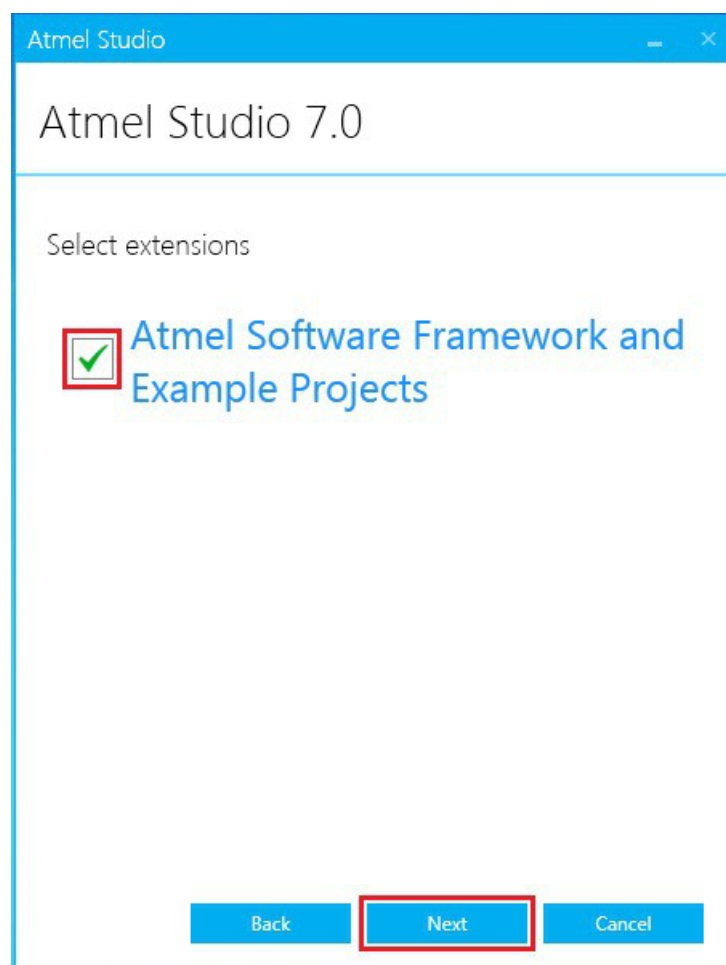 Atmel Studio
Atmel Studio 7.0
Select extensions
Atmel Software Framework and
Example Projects
Back Next Cancel